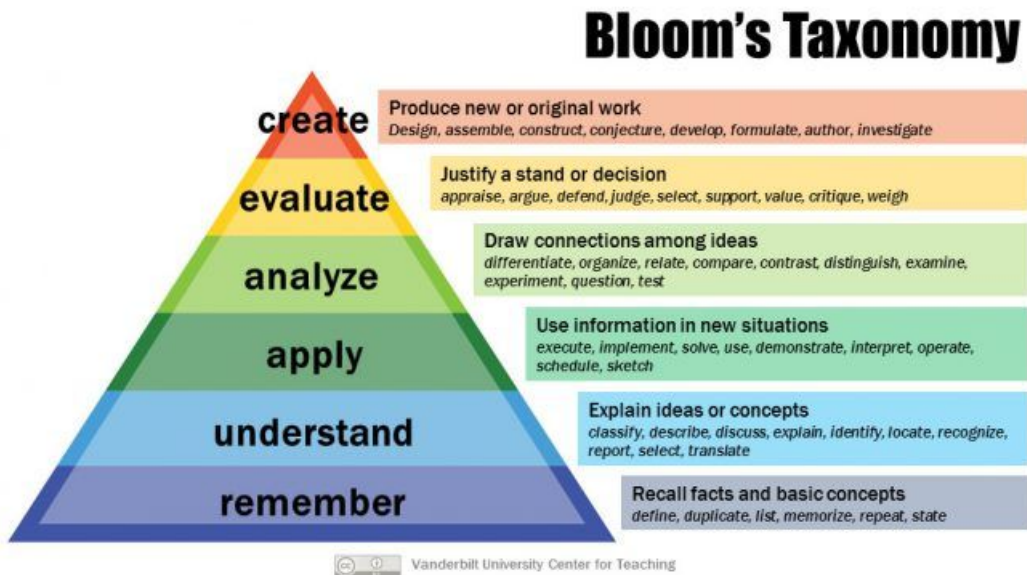 Bloom's Taxonomy
create
Produce new or original work
Design, assemble, construct, conjecture, develop, formulate, author, investigate
evaluate
Justify a stand or decision
appraise, argue, defend, judge, select, support, value, critique, weigh
analyze
Draw connections among ideas
differentiate, organize, relate, compare, contrast, distinguish, examine,
experiment, question, test
apply
Use information in new situations
execute, implement, solve, use, demonstrate, interpret, operate,
schedule, sketch
understand
Explain ideas or concepts
classify, describe, discuss, explain, identify, locate, recognize,
report, select, translate
remember
Recall facts and basic concepts
define, duplicate, list, memorize, repeat, state
cc
Vanderbilt University Center for Teaching